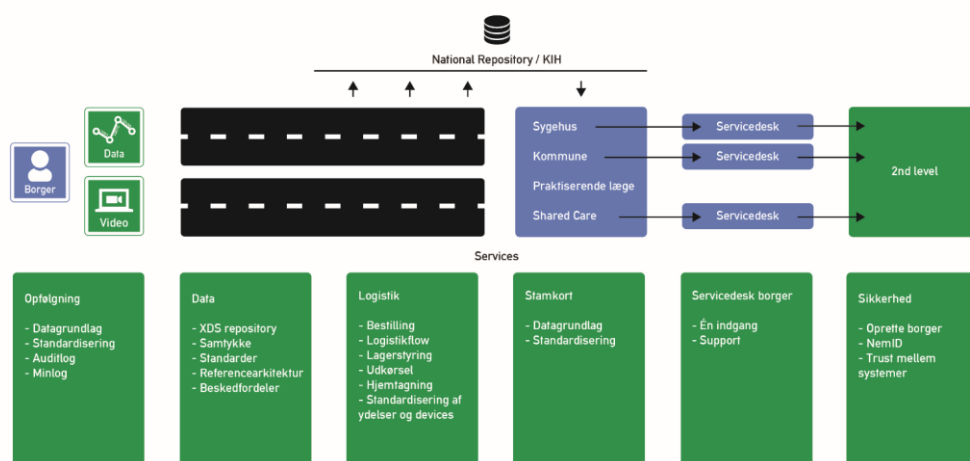 National Repository / KIH
Borger
Data
Video
Sygehus
Kommune
Praktiserende læge
Shared Care
Servicedesk
Servicedesk
Servicedesk
2nd level
Services
Opfølgning
- Datagrundlag
- Standardisering
- Auditlog
- Minlog
Data
- XDS repository
- Samtykke
- Standarder
- Referencearkitektur
- Beskedfordeler
Logistik
- Bestilling
- Logistikflow
- Lagerstyring
- Udkørsel
- Hjemtagning
- Standardisering af
ydelser og devices
Stamkort
- Datagrundlag
- Standardisering
Servicedesk borger
- Én indgang
- Support
Sikkerhed
- Oprette borger
- NemID
- Trust mellem
systemer